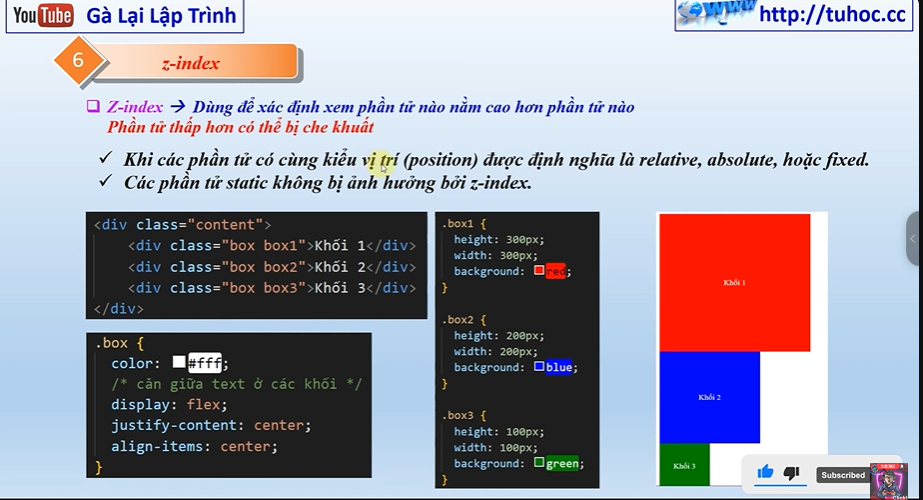 YouTube Gà Lại Lập Trình
www http://tuhoc.cc
6 z-index
Z-index → Dùng để xác định xem phần tử nào nằm cao hơn phần tử nào
Phần tử thấp hơn có thể bị che khuất
✓ Khi các phần tử có cùng kiểu vị trí (position) được định nghĩa là relative, absolute, hoặc fixed.
✓ Các phần tử static không bị ảnh hưởng bởi z-index.
<div class="content">
<div class="box box1">Khối 1</div>
<div class="box box2">Khối 2</div>
<div class="box box3">Khối 3</div>
</div>
.box {
color: #fff;
/* căn giữa text ở các khối */
display: flex;
justify-content: center;
align-items: center;
}
.box1 {
height: 300px;
width: 300px;
background: red;
}
.box2 {
height: 200px;
width: 200px;
background: blue;
}
.box3 {
height: 100px;
width: 100px;
background: green;
}
Khối 1
Khối 2
Khối 3
Subscribed